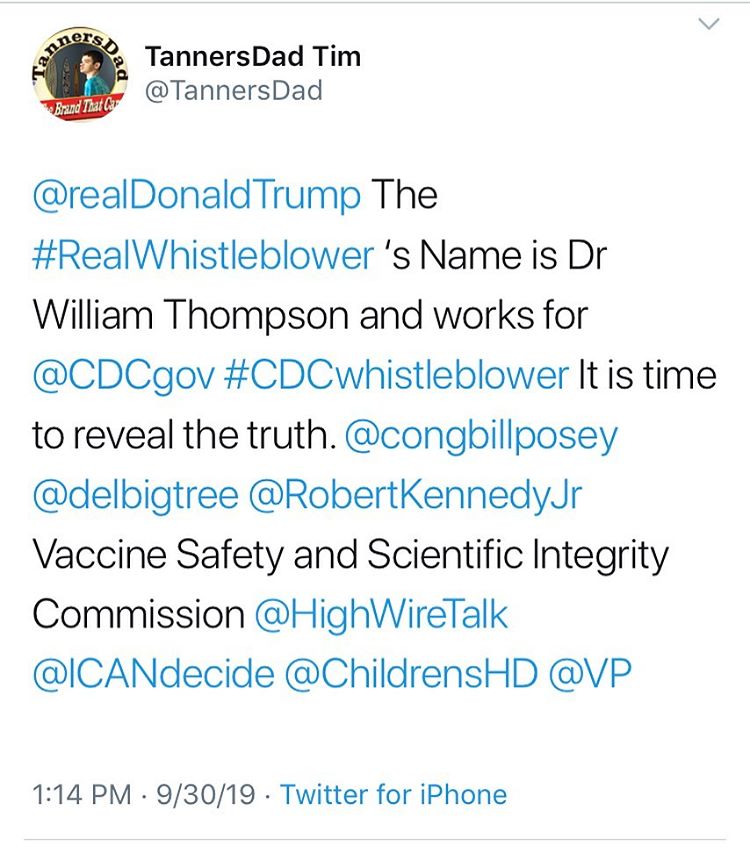 TannersDad
e Brand That Ca
TannersDad Tim
@TannersDad
@realDonaldTrump The
#RealWhistleblower 's Name is Dr
William Thompson and works for
@CDCgov #CDCwhistleblower It is time
to reveal the truth. @congbillposey
@delbigtree @RobertKennedyJr
Vaccine Safety and Scientific Integrity
Commission @HighWireTalk
@ICANdecide @ChildrensHD @VP
1:14 PM · 9/30/19 · Twitter for iPhone